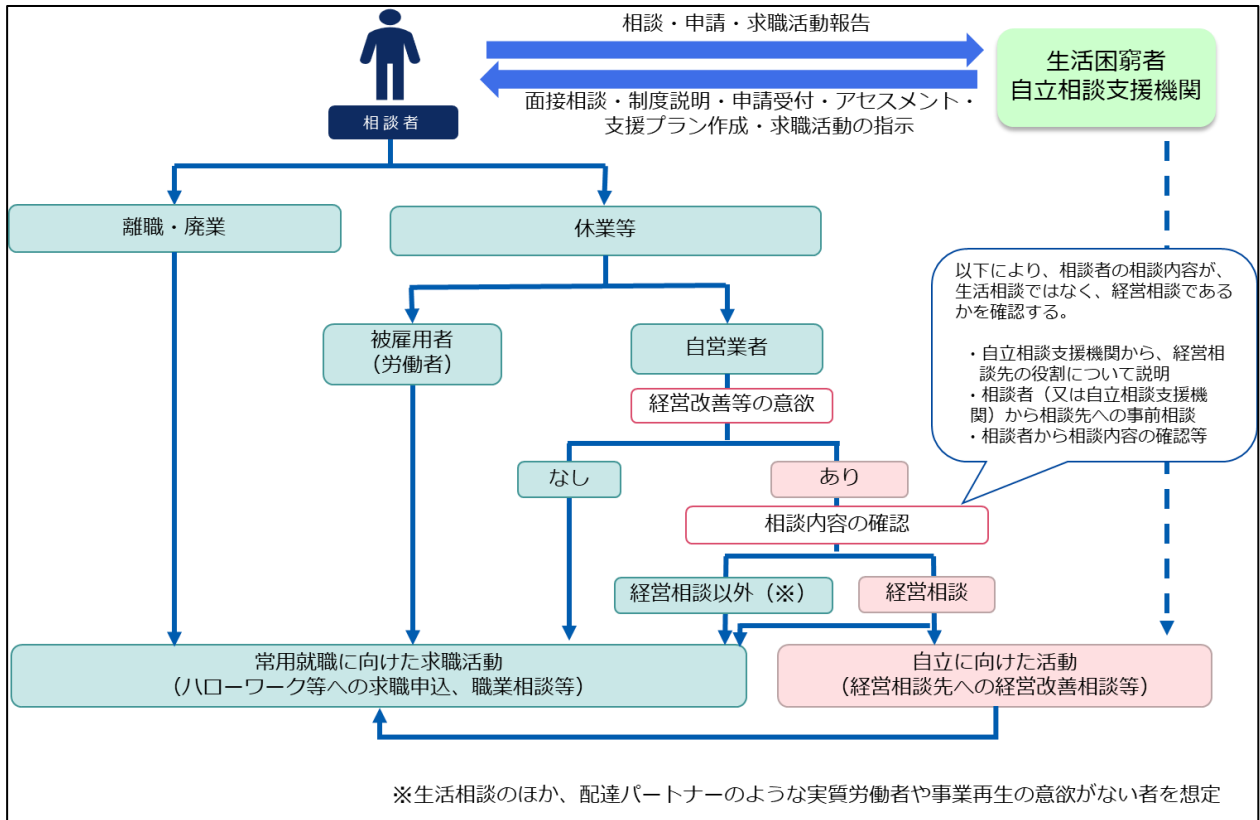 相談・申請・求職活動報告
生活困窮者
自立相談支援機関
面接相談・制度説明・申請受付・アセスメント・
支援プラン作成・求職活動の指示
相談者
離職・廃業
休業等
以下により、相談者の相談内容が、
生活相談ではなく、経営相談である
かを確認する。
・自立相談支援機関から、経営相
談先の役割について説明
・相談者（又は自立相談支援機
関）から相談先への事前相談
・相談者から相談内容の確認等
被雇用者
（労働者）
自営業者
経営改善等の意欲
なし
あり
相談内容の確認
経営相談以外（※）
経営相談
常用就職に向けた求職活動
（ハローワーク等への求職申込、職業相談等）
自立に向けた活動
（経営相談先への経営改善相談等）
※生活相談のほか、配達パートナーのような実質労働者や事業再生の意欲がない者を想定